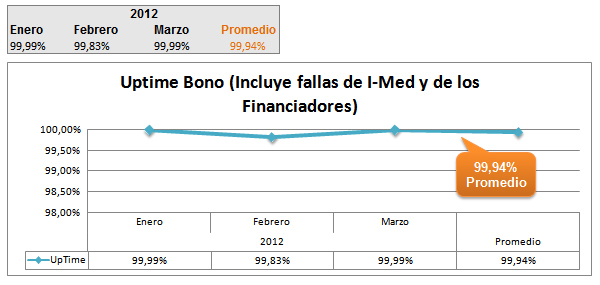 2012
Enero Febrero Marzo Promedio
99,99% 99,83% 99,99% 99,94%
Uptime Bono (Incluye fallas de I-Med y de los
Financiadores)
100,00%
99,50%
99,00%
98,50%
98,00%
99,94%
Promedio
Enero Febrero Marzo
2012 Promedio
UpTime 99,99% 99,83% 99,99% 99,94%